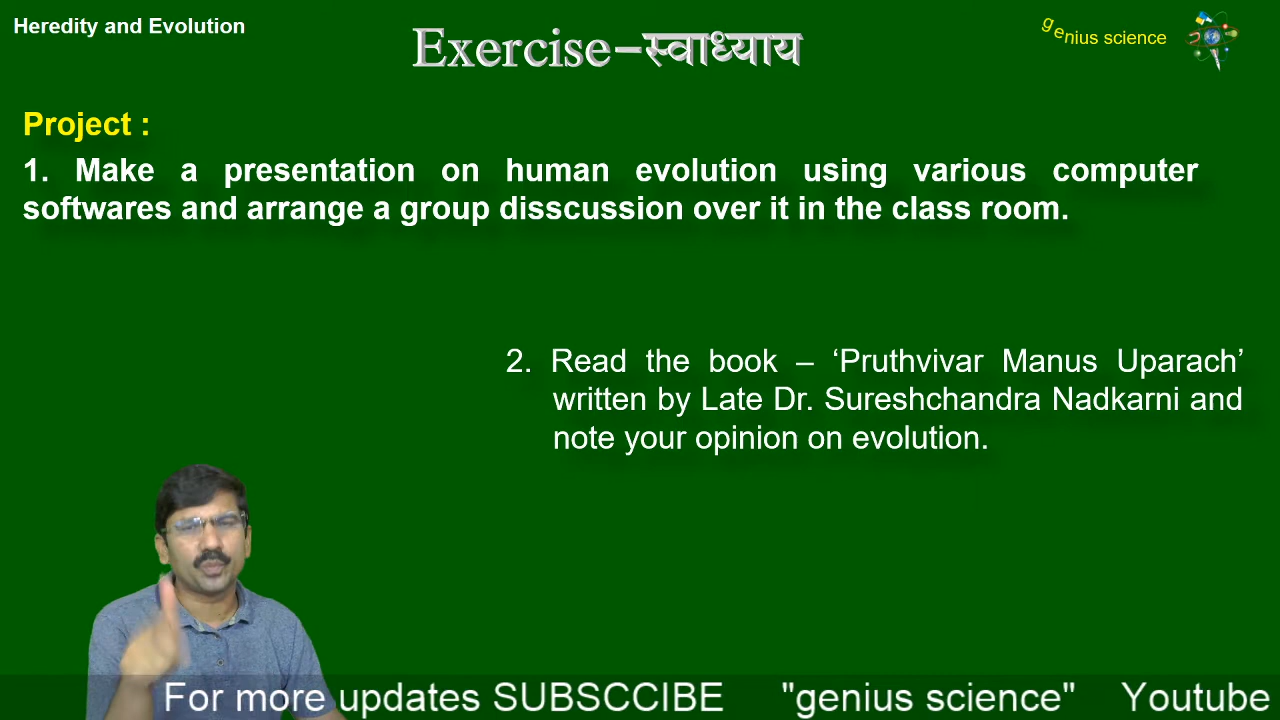 Heredity and Evolution
Exercise-स्वाध्याय
genius science
Project :
1. Make a presentation on human evolution using various computer
softwares and arrange a group disscussion over it in the class room.
2. Read the book – ‘Pruthvivar Manus Uparach’
written by Late Dr. Sureshchandra Nadkarni and
note your opinion on evolution.
For more updates SUBSCCIBE "genius science" Youtube